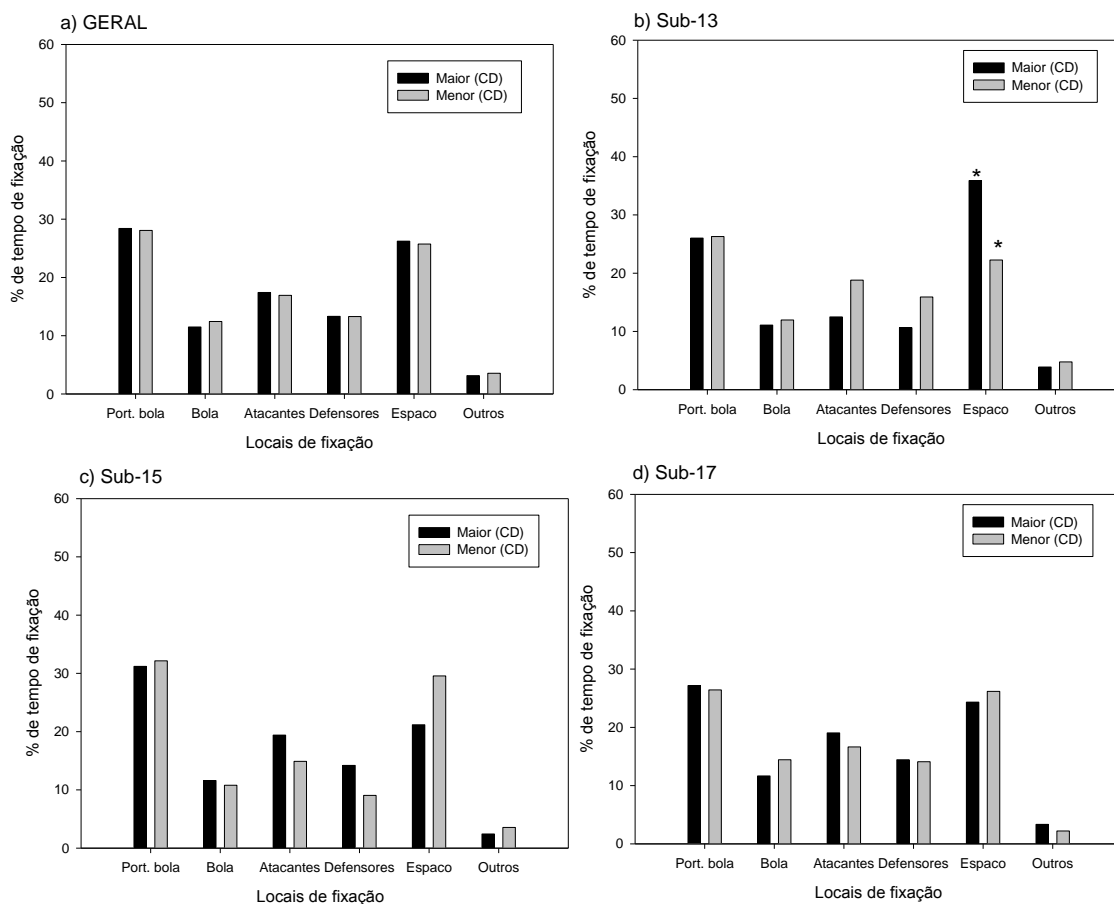 a) GERAL
% de tempo de fixação
60
50
40
30
20
10
0
Maior (CD)
Menor (CD)
Port. bola Bola Atacantes Defensores Espaco Outros
Locais de fixação
b) Sub-13
% de tempo de fixação
60
50
40
30
20
10
0
Maior (CD)
Menor (CD)
*
*
Port. bola Bola Atacantes Defensores Espaco Outros
Locais de fixação
c) Sub-15
% de tempo de fixação
60
50
40
30
20
10
0
Maior (CD)
Menor (CD)
Port. bola Bola Atacantes Defensores Espaco Outros
Locais de fixação
d) Sub-17
% de tempo de fixação
60
50
40
30
20
10
0
Maior (CD)
Menor (CD)
Port. bola Bola Atacantes Defensores Espaco Outros
Locais de fixação